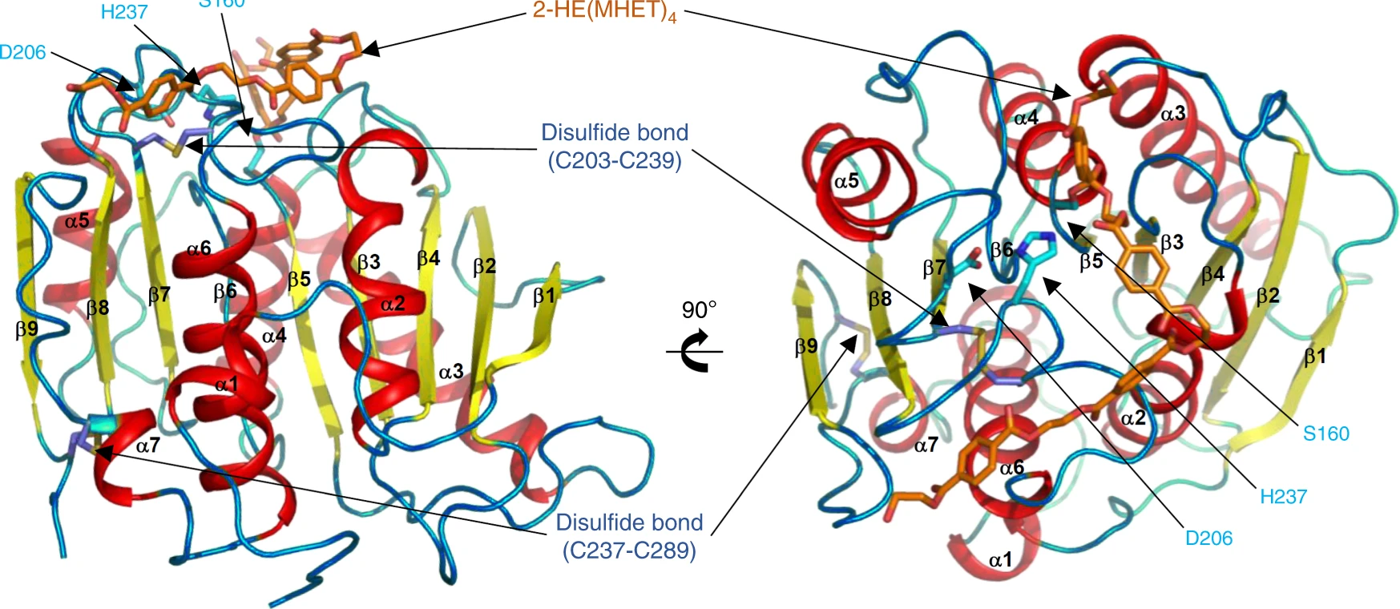 S160
H237
D206
2-HE(MHET)4
Disulfide bond
(C203-C239)
α5
α6
β9
β8
β7
β6
β5
α4
α1
α7
β3
α2
β4
β2
β1
α3
90°
Disulfide bond
(C237-C289)
α4
α3
α5
β7
β6
β5
β3
β4
β2
β8
β9
β1
α7
α2
α6
α1
S160
H237
D206